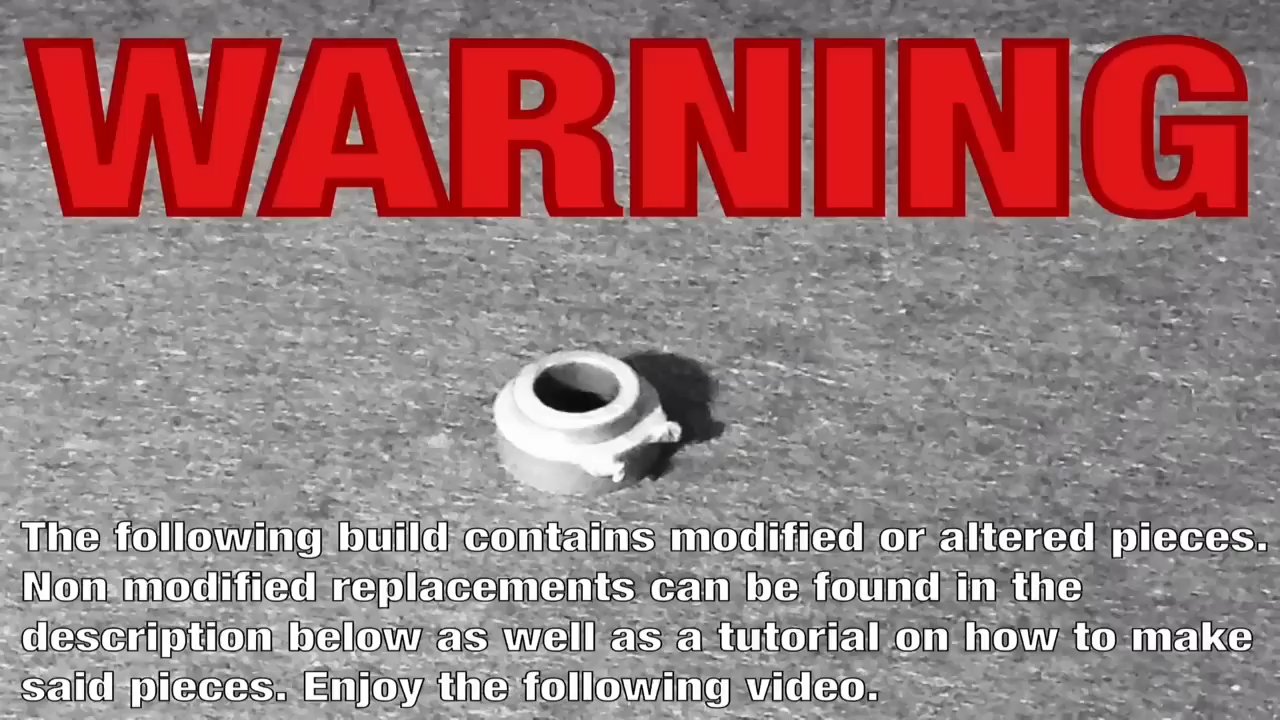 WARNING
The following build contains modified or altered pieces.
Non modified replacements can be found in the
description below as well as a tutorial on how to make
said pieces. Enjoy the following video.